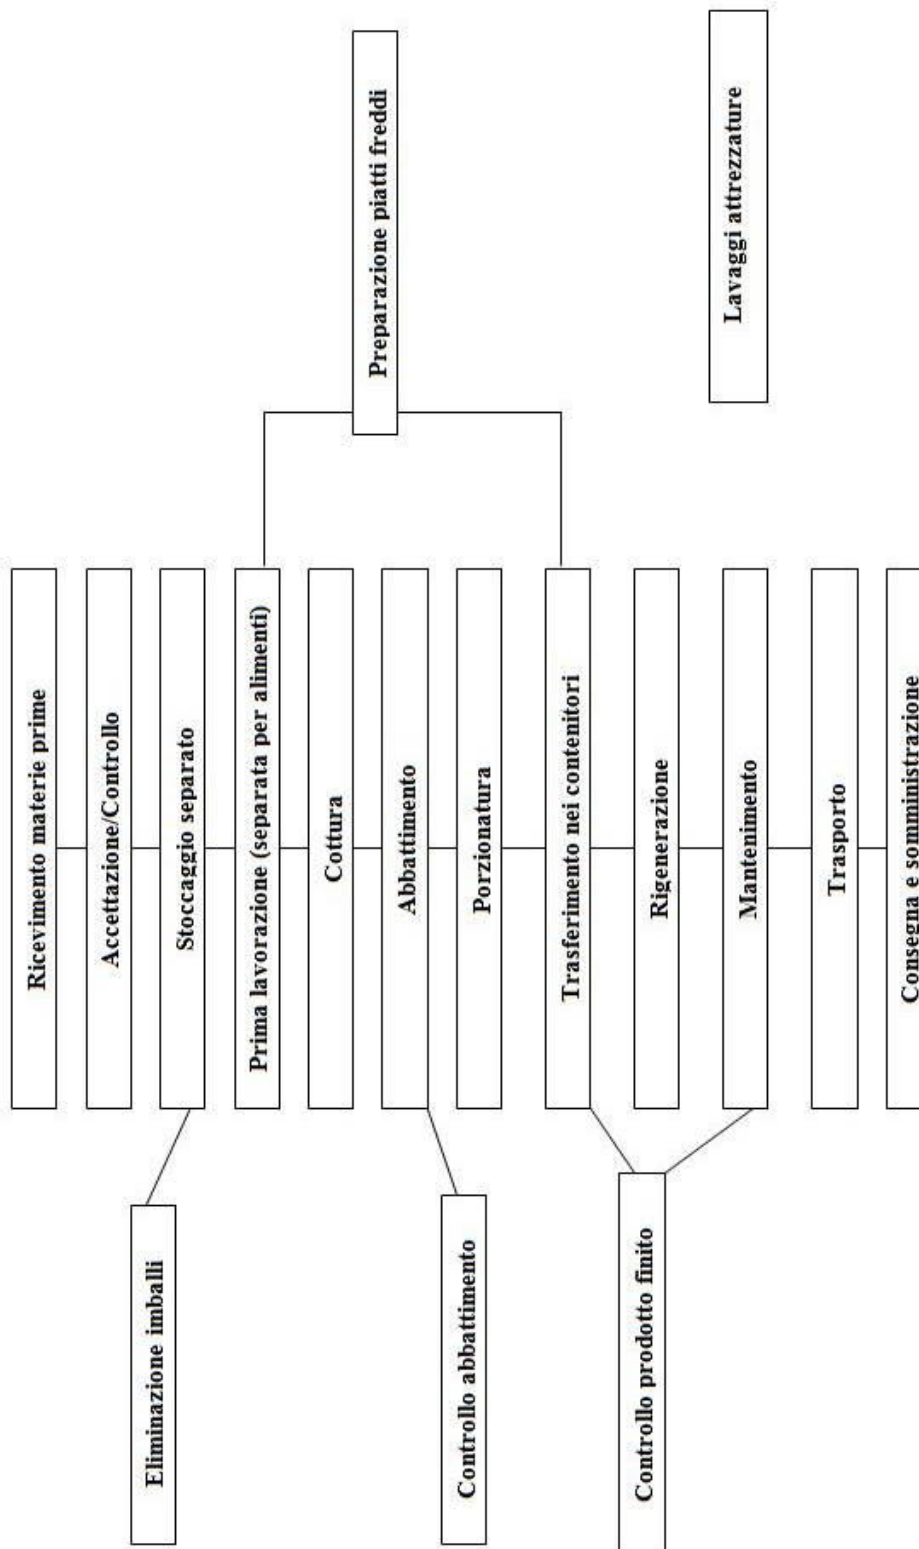 Ricevimento materie prime
Accettazione/Controllo
Stoccaggio separato
Eliminazione imballi
Prima lavorazione (separata per alimenti)
Preparazione piatti freddi
Cottura
Abbattimento
Controllo abbattimento
Porzionatura
Trasferimento nei contenitori
Controllo prodotto finito
Rigenerazione
Mantenimento
Lavaggi attrezzature
Trasporto
Consegna e somministrazione